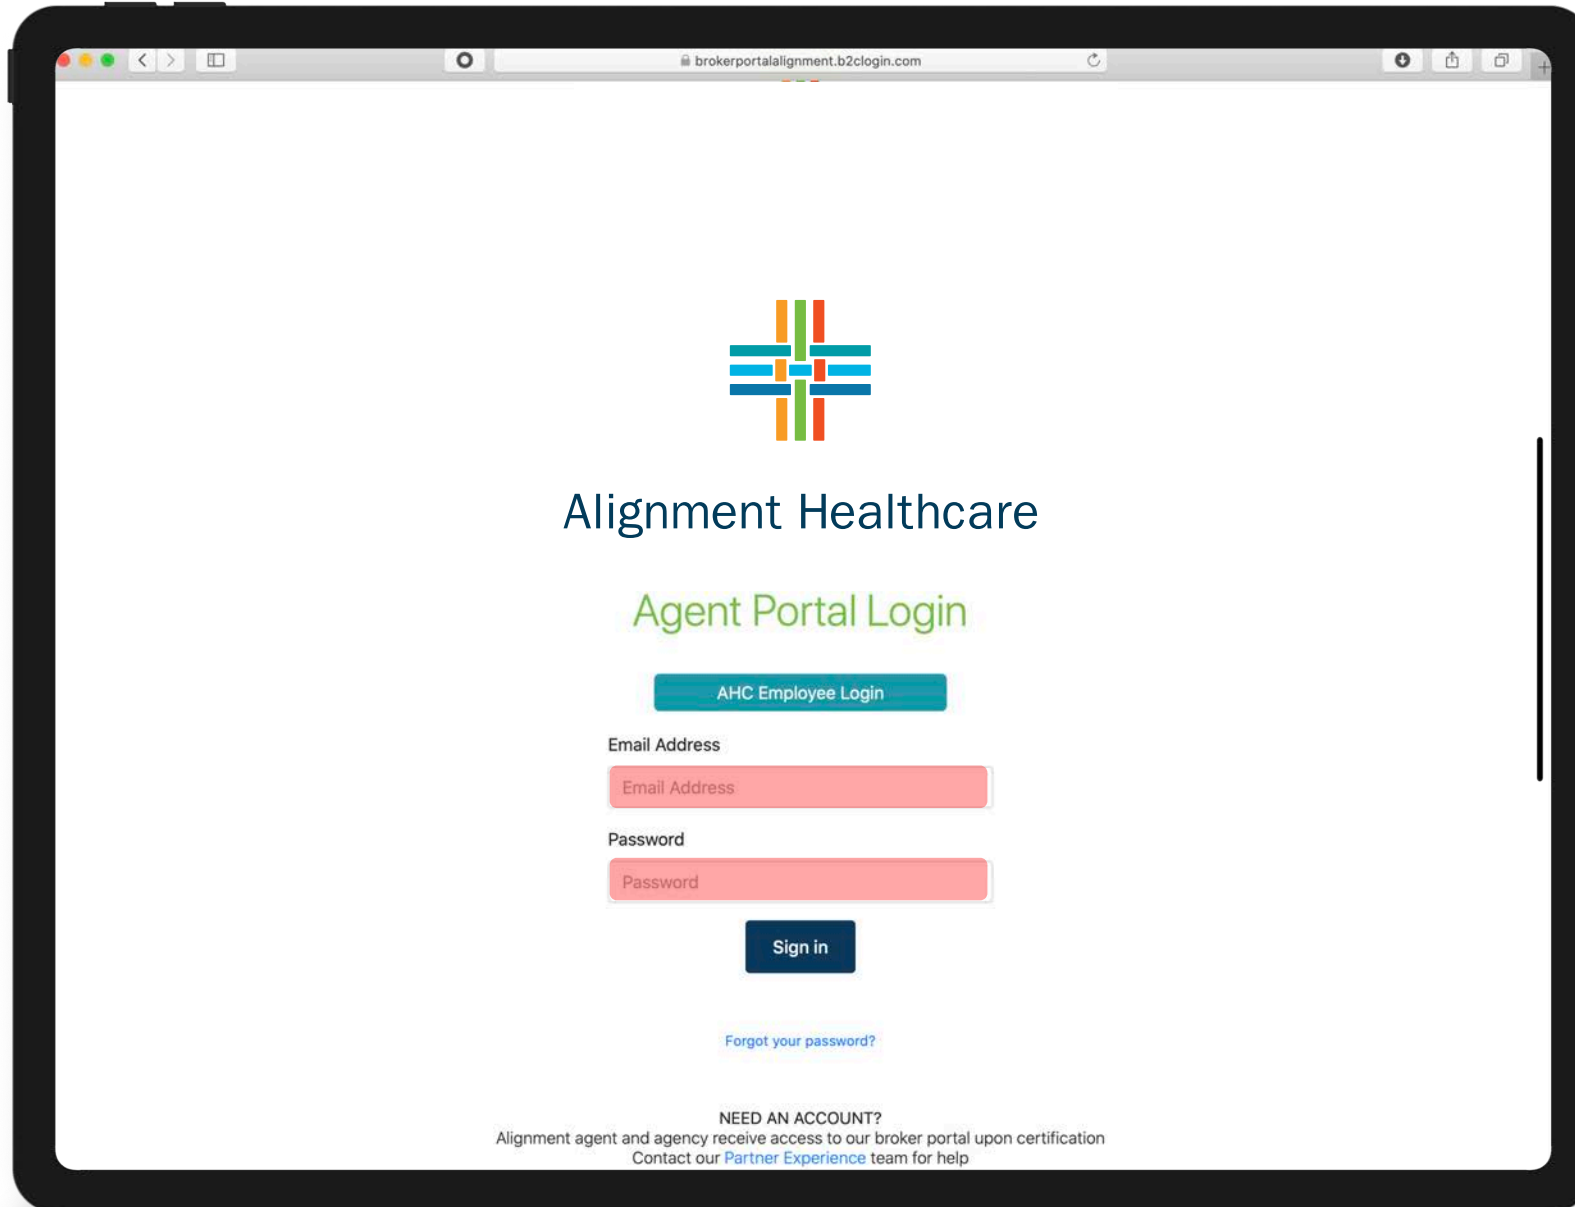 brokerportalalignment.b2clogin.com
Alignment Healthcare
Agent Portal Login
AHC Employee Login
Email Address
Email Address
Password
Password
Sign in
Forgot your password?
NEED AN ACCOUNT?
Alignment agent and agency receive access to our broker portal upon certification
Contact our Partner Experience team for help